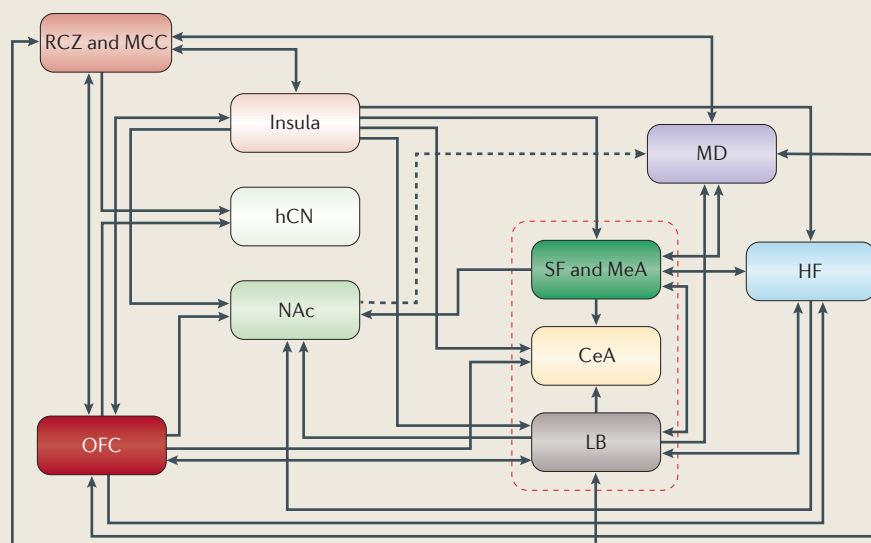 RCZ and MCC
Insula
MD
hCN
SF and MeA
HF
NAc
CeA
OFC
LB